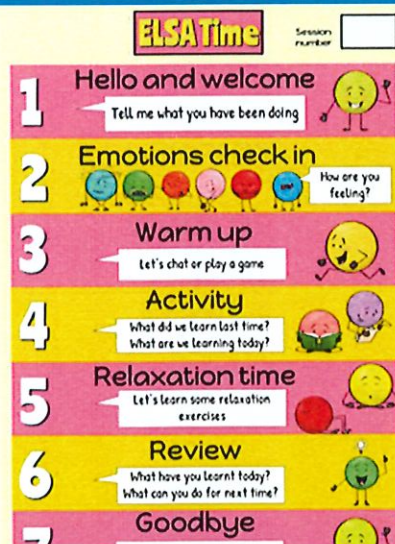 ELSA Time
Session
number
1
Hello and welcome
Tell me what you have been doing
2
Emotions check in
How are you
feeling?
3
Warm up
Let's chat or play a game
4
Activity
What did we learn last time?
What are we learning today?
5
Relaxation time
Let's learn some relaxation
exercises
6
Review
What have you learnt today?
What can you do for next time?
7
Goodbye